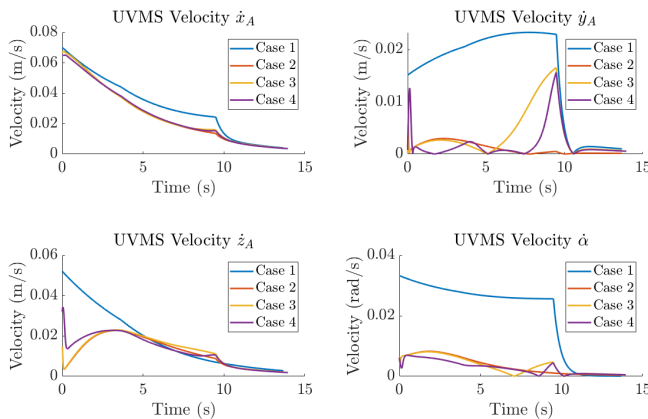 UVMS Velocity ẋ_A
Velocity (m/s)
0.08
0.06
0.04
0.02
0
0
5
10
15
Time (s)
Case 1
Case 2
Case 3
Case 4
UVMS Velocity ẏ_A
Velocity (m/s)
0.02
0.01
0
0
5
10
15
Time (s)
Case 1
Case 2
Case 3
Case 4
UVMS Velocity ż_A
Velocity (m/s)
0.06
0.04
0.02
0
0
5
10
15
Time (s)
Case 1
Case 2
Case 3
Case 4
UVMS Velocity α̇
Velocity (rad/s)
0.04
0.02
0
0
5
10
15
Time (s)
Case 1
Case 2
Case 3
Case 4